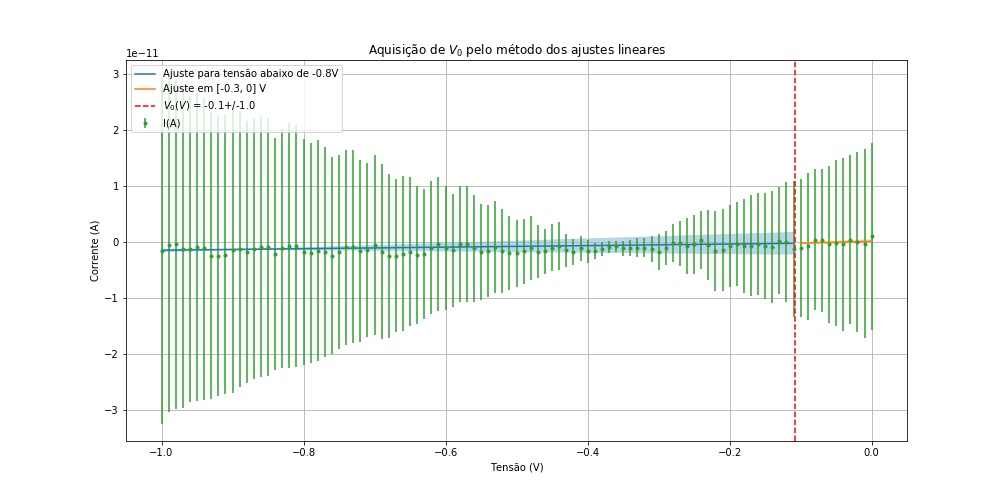 Aquisição de V₀ pelo método dos ajustes lineares
1e−11
Ajuste para tensão abaixo de -0.8V
Ajuste em [-0.3, 0] V
V₀(V) = -0.1+/-1.0
I(A)
3
2
1
0
−1
−2
−3
Corrente (A)
−1.0
−0.8
−0.6
−0.4
−0.2
0.0
Tensão (V)